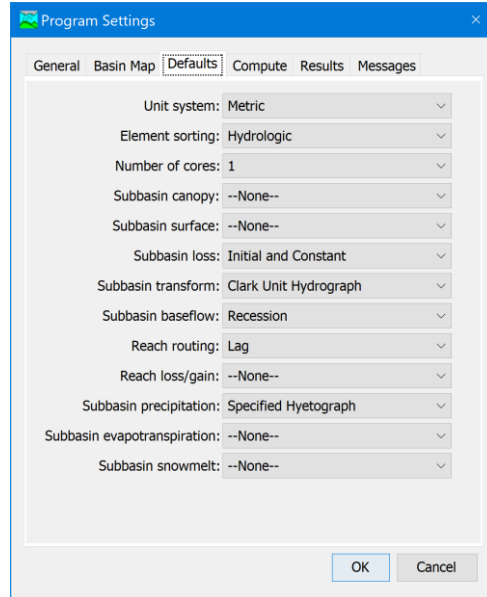 Program Settings
General Basin Map Defaults Compute Results Messages
Unit system: Metric
Element sorting: Hydrologic
Number of cores: 1
Subbasin canopy: --None--
Subbasin surface: --None--
Subbasin loss: Initial and Constant
Subbasin transform: Clark Unit Hydrograph
Subbasin baseflow: Recession
Reach routing: Lag
Reach loss/gain: --None--
Subbasin precipitation: Specified Hyetograph
Subbasin evapotranspiration: --None--
Subbasin snowmelt: --None--
OK Cancel